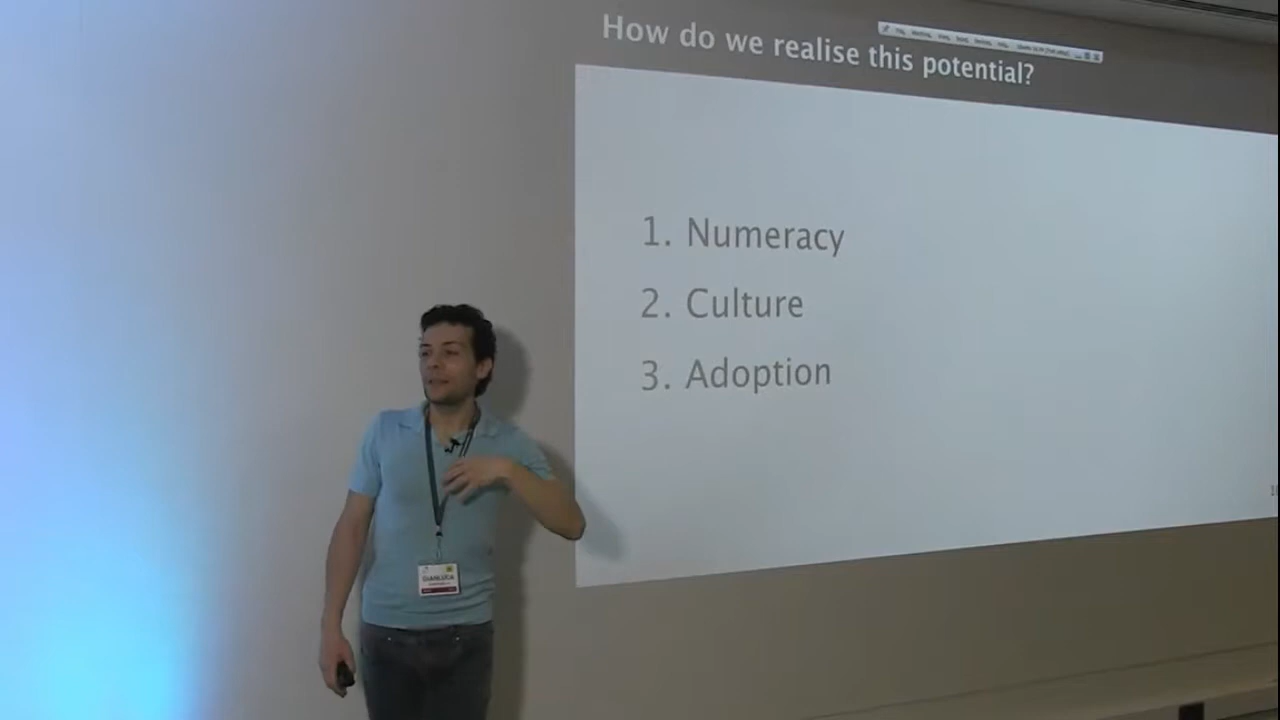 How do we realise this potential?
1. Numeracy
2. Culture
3. Adoption
GIANLUCA